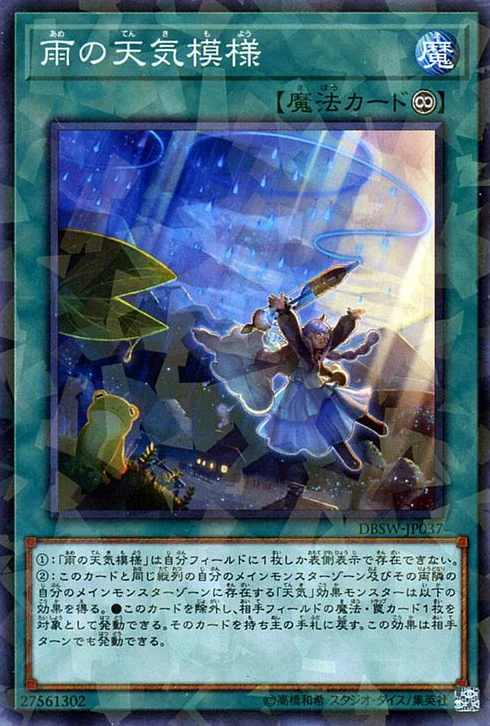 雨の天気模様
魔
【魔法カード∞】
DBSW-JP037
①:「雨の天気模様」は自分フィールドに1枚しか表側表示で存在できない。
②:このカードと同じ縦列の自分のメインモンスターゾーン及びその両隣の
自分のメインモンスターゾーンに存在する「天気」効果モンスターは以下の
効果を得る。●このカードを除外し、相手フィールドの魔法・罠カード1枚を
対象として発動できる。そのカードを持ち主の手札に戻す。この効果は相手
ターンでも発動できる。
27561302
©高橋和希 スタジオ・ダイス/集英社